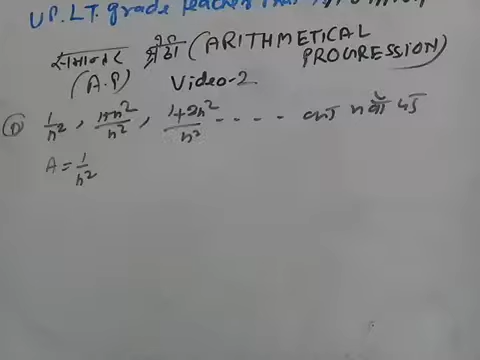 U.P.L.T. grade teacher
समान्तर श्रेढ़ी (ARITHMETICAL
PROGRESSION)
(A.P) Video-2
① 1/n², 1+n²/n², 1+2n²/n² .... का nवाँ पद
A = 1/n²